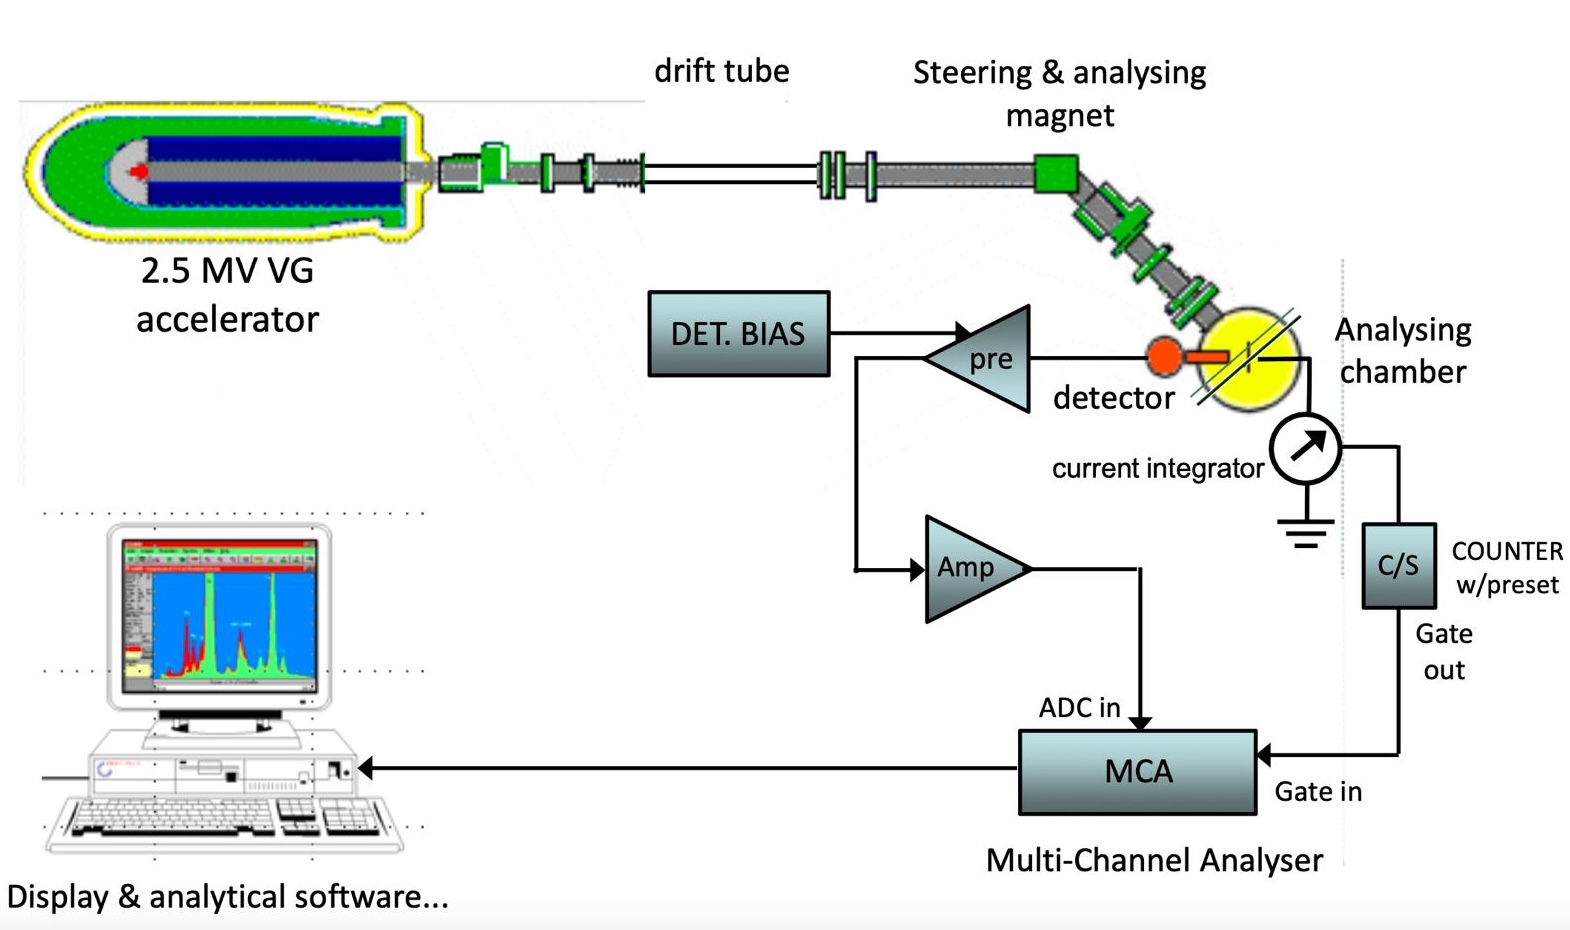 drift tube
Steering & analysing
magnet
2.5 MV VG
accelerator
DET. BIAS
pre
Analysing
chamber
detector
current integrator
Amp
C/S
COUNTER
w/preset
Gate
out
ADC in
MCA
Gate in
Multi-Channel Analyser
Display & analytical software...